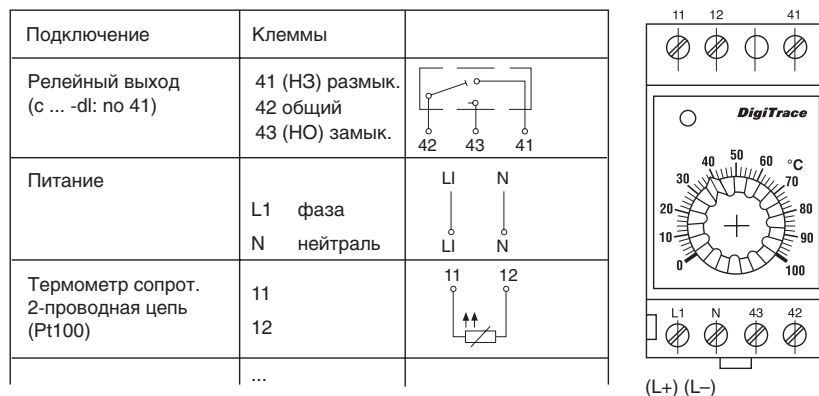 Подключение
Клеммы
Релейный выход
(с ... -dl: no 41)
41 (НЗ) размык.
42 общий
43 (НО) замык.
42 43 41
Питание
L1 фаза
N нейтраль
LI N
LI N
Термометр сопрот.
2-проводная цепь
(Pt100)
11
12
11 12
...
11 12 41
DigiTrace
0 10 20 30 40 50 60 70 80 90 100
°C
L1 N 43 42
(L+) (L–)